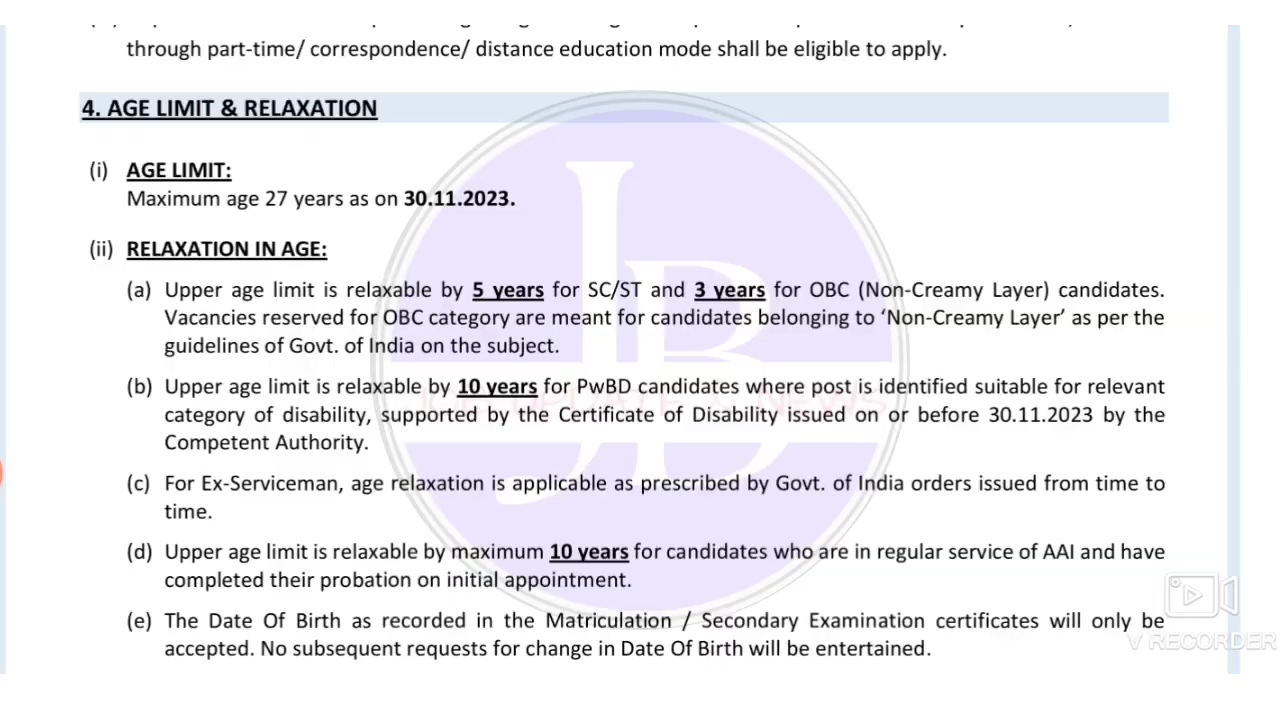 through part-time/ correspondence/ distance education mode shall be eligible to apply.
4. AGE LIMIT & RELAXATION
(i) AGE LIMIT:
Maximum age 27 years as on 30.11.2023.
(ii) RELAXATION IN AGE:
(a) Upper age limit is relaxable by 5 years for SC/ST and 3 years for OBC (Non-Creamy Layer) candidates.
Vacancies reserved for OBC category are meant for candidates belonging to ‘Non-Creamy Layer’ as per the
guidelines of Govt. of India on the subject.
(b) Upper age limit is relaxable by 10 years for PwBD candidates where post is identified suitable for relevant
category of disability, supported by the Certificate of Disability issued on or before 30.11.2023 by the
Competent Authority.
(c) For Ex-Serviceman, age relaxation is applicable as prescribed by Govt. of India orders issued from time to
time.
(d) Upper age limit is relaxable by maximum 10 years for candidates who are in regular service of AAI and have
completed their probation on initial appointment.
(e) The Date Of Birth as recorded in the Matriculation / Secondary Examination certificates will only be
accepted. No subsequent requests for change in Date Of Birth will be entertained.
V RECORDER